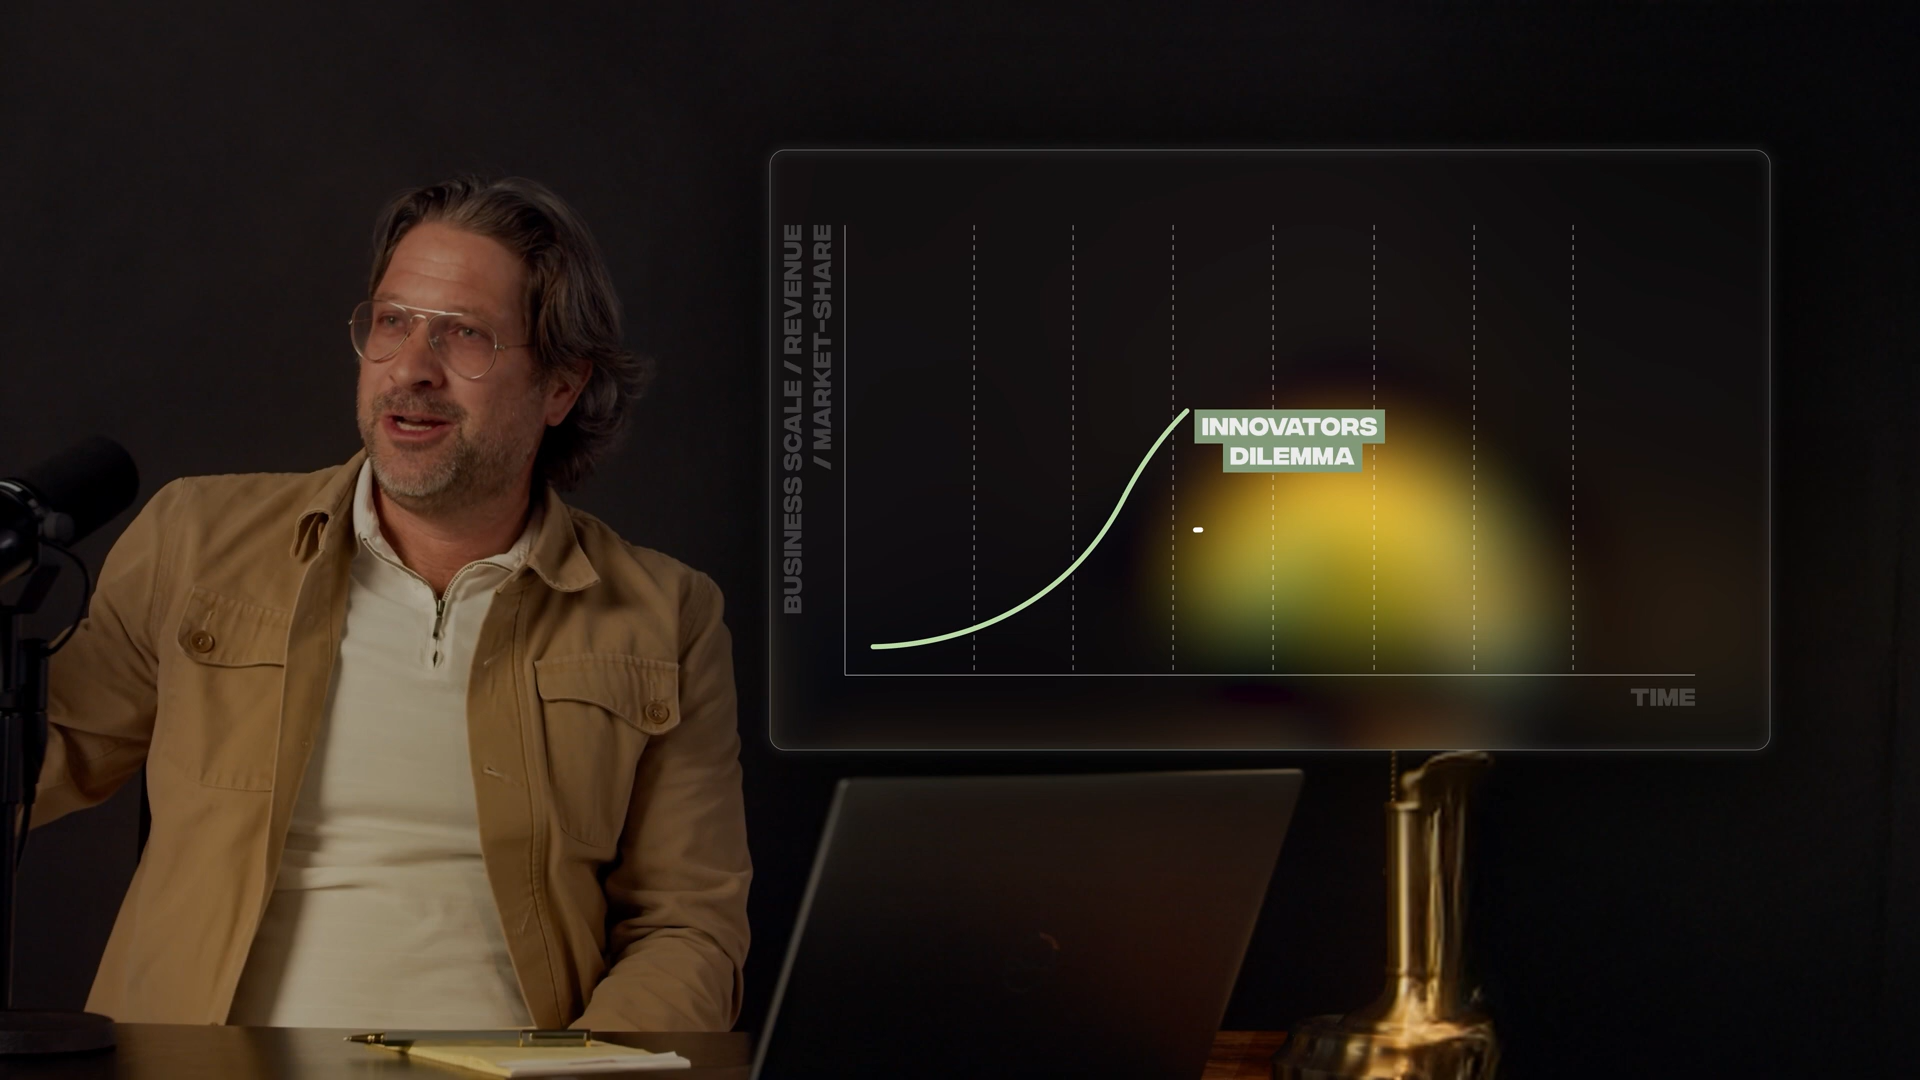 BUSINESS SCALE / REVENUE
/ MARKET-SHARE
INNOVATORS
DILEMMA
TIME